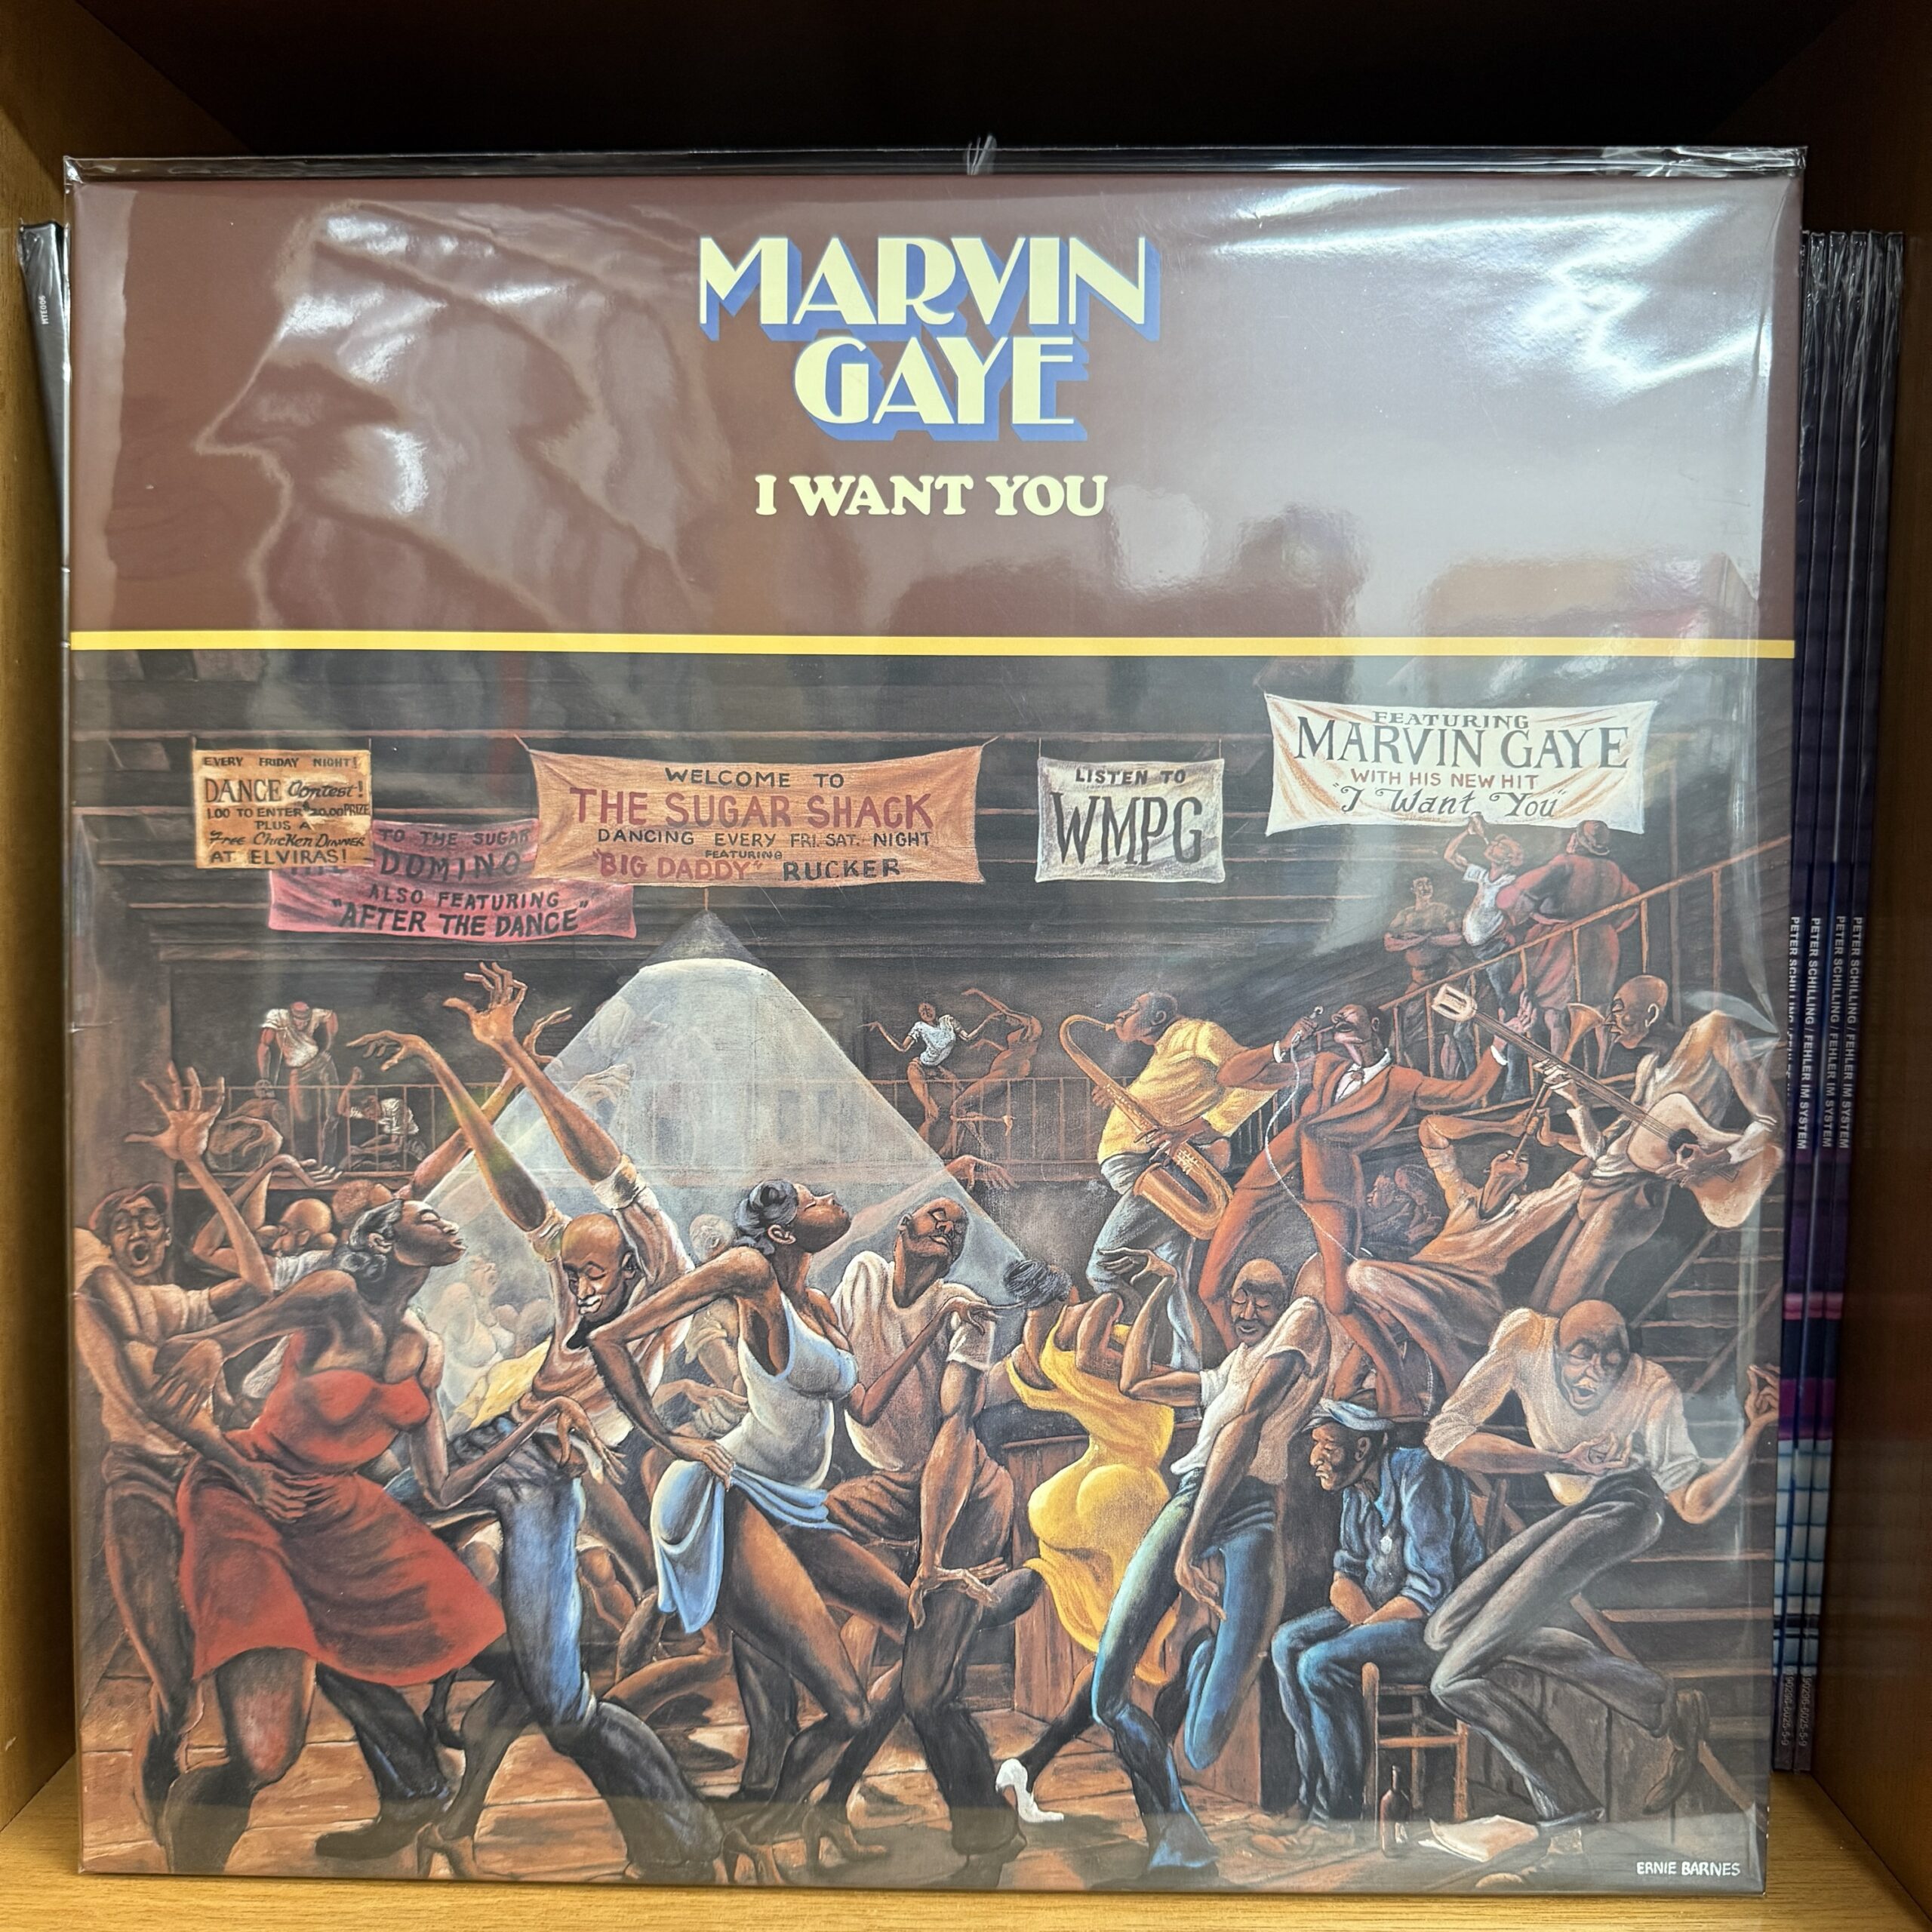 MARVIN
GAYE
I WANT YOU
EVERY FRIDAY NIGHT!
DANCE Contest!
1.00 TO ENTER $20.00 PRIZE
PLUS A
Free Chicken Dinner
AT ELVIRAS!
TO THE SUGAR
DOMINO
ALSO FEATURING
"AFTER THE DANCE"
WELCOME TO
THE SUGAR SHACK
DANCING EVERY FRI. SAT. NIGHT
FEATURING
"BIG DADDY" RUCKER
LISTEN TO
WMPG
FEATURING
MARVIN GAYE
WITH HIS NEW HIT
"I Want You"
ERNIE BARNES
MTE006
PETER SCHILLING / FEHLER IM SYSTEM
PETER SCHILLING / FEHLER IM SYSTEM
PETER SCHILLING / FEHLER IM SYSTEM
PETER SCHILLING